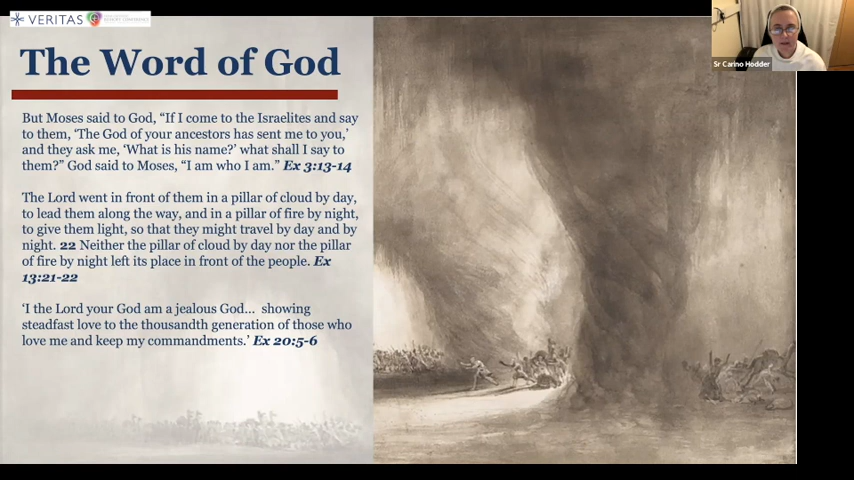 VERITAS
The Word of God
But Moses said to God, “If I come to the Israelites and say
to them, ‘The God of your ancestors has sent me to you,’
and they ask me, ‘What is his name?’ what shall I say to
them?” God said to Moses, “I am who I am.” Ex 3:13-14
The Lord went in front of them in a pillar of cloud by day,
to lead them along the way, and in a pillar of fire by night,
to give them light, so that they might travel by day and by
night. 22 Neither the pillar of cloud by day nor the pillar
of fire by night left its place in front of the people. Ex
13:21-22
‘I the Lord your God am a jealous God... showing
steadfast love to the thousandth generation of those who
love me and keep my commandments.’ Ex 20:5-6
Sr Carino Hodder